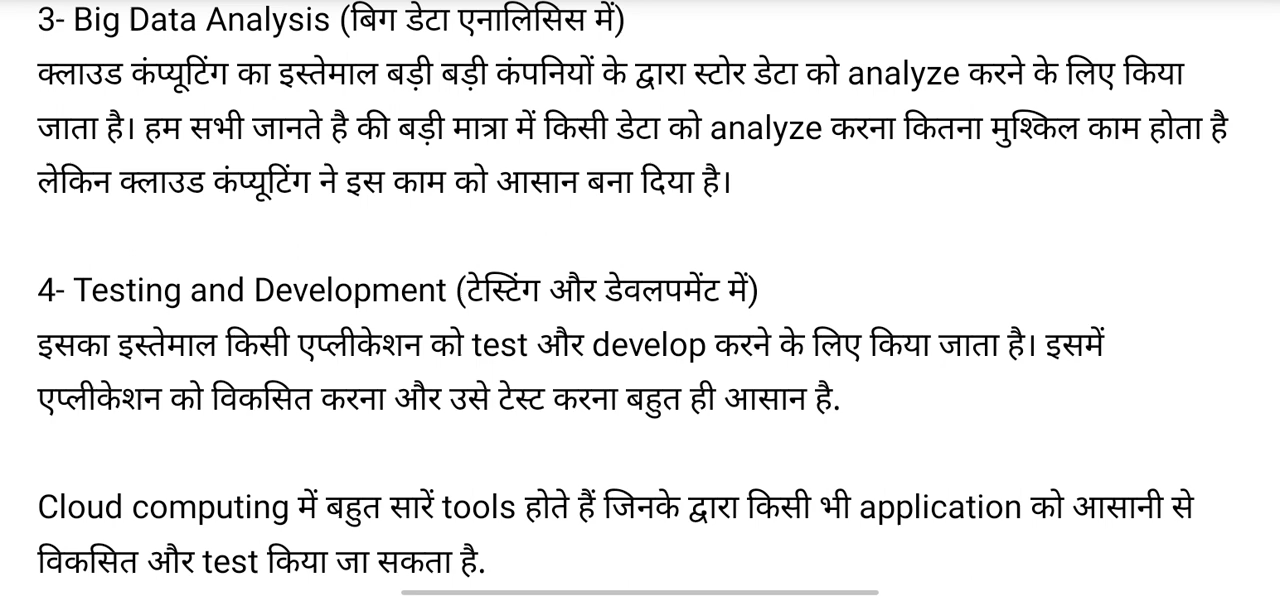 3- Big Data Analysis (बिग डेटा एनालिसिस में)
क्लाउड कंप्यूटिंग का इस्तेमाल बड़ी बड़ी कंपनियों के द्वारा स्टोर डेटा को analyze करने के लिए किया
जाता है। हम सभी जानते है की बड़ी मात्रा में किसी डेटा को analyze करना कितना मुश्किल काम होता है
लेकिन क्लाउड कंप्यूटिंग ने इस काम को आसान बना दिया है।
4- Testing and Development (टेस्टिंग और डेवलपमेंट में)
इसका इस्तेमाल किसी एप्लीकेशन को test और develop करने के लिए किया जाता है। इसमें
एप्लीकेशन को विकसित करना और उसे टेस्ट करना बहुत ही आसान है.
Cloud computing में बहुत सारें tools होते हैं जिनके द्वारा किसी भी application को आसानी से
विकसित और test किया जा सकता है.